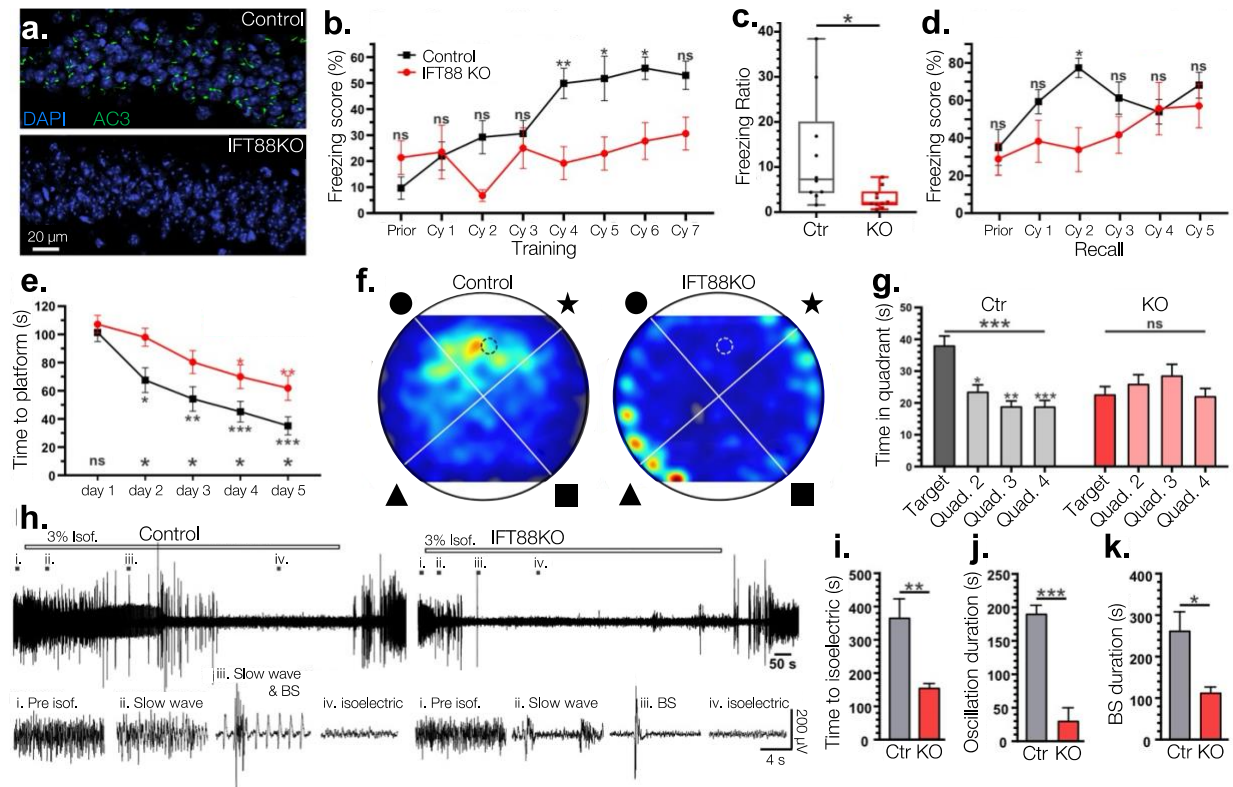 a.
Control
DAPI
AC3
IFT88KO
20 µm
b.
Freezing score (%)
60
50
40
30
20
10
0
Control
IFT88 KO
ns
ns
ns
ns
**
*
*
ns
Prior
Cy 1
Cy 2
Cy 3
Cy 4
Cy 5
Cy 6
Cy 7
Training
c.
Freezing Ratio
40
30
20
10
0
*
Ctr
KO
d.
Freezing score (%)
80
60
40
20
0
ns
ns
*
ns
ns
ns
Prior
Cy 1
Cy 2
Cy 3
Cy 4
Cy 5
Recall
e.
Time to platform (s)
120
100
80
60
40
20
0
*
**
*
**
***
***
ns
*
*
*
*
day 1
day 2
day 3
day 4
day 5
f.
Control
IFT88KO
g.
Time in quadrant (s)
50
40
30
20
10
0
Ctr
KO
***
ns
*
**
***
Target
Quad. 2
Quad. 3
Quad. 4
Target
Quad. 2
Quad. 3
Quad. 4
h.
3% Isof.
Control
i.
ii.
iii.
iv.
3% Isof.
IFT88KO
i.
ii.
iii.
iv.
50 s
i. Pre isof.
ii. Slow wave
iii. Slow wave
& BS
iv. isoelectric
i. Pre isof.
ii. Slow wave
iii. BS
iv. isoelectric
200 µV
4 s
i.
Time to isoelectric (s)
500
400
300
200
100
0
**
Ctr KO
j.
Oscillation duration (s)
250
200
150
100
50
0
***
Ctr KO
k.
BS duration (s)
400
300
200
100
0
*
Ctr KO